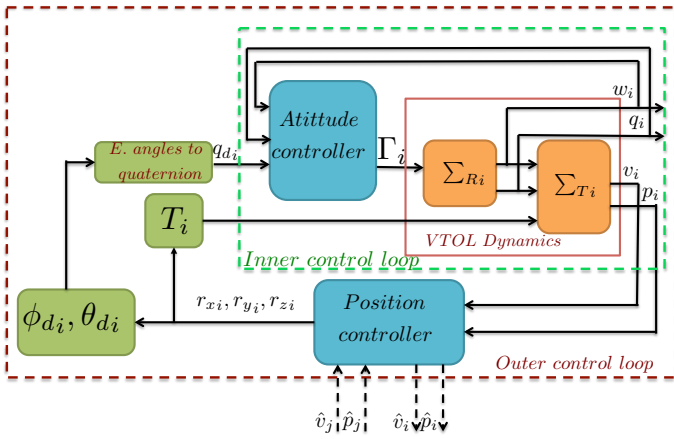 w_i
q_i
Atittude
controller
E. angles to
quaternion
q_{d_i}
Γ_i
∑_{Ri}
∑_{Ti}
v_i
p_i
T_i
VTOL Dynamics
Inner control loop
ϕ_{d_i}, θ_{d_i}
r_{xi}, r_{y_i}, r_{zi}
Position
controller
Outer control loop
v̂_j p̂_j v̂_i p̂_i